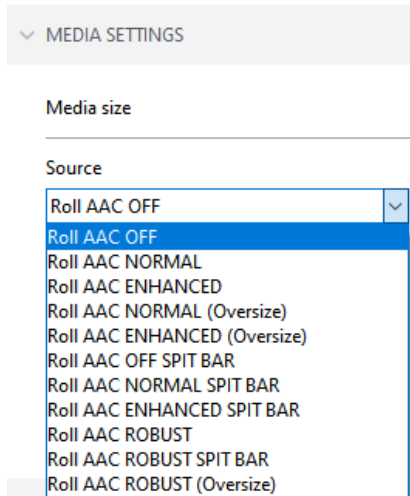 MEDIA SETTINGS
Media size
Source
Roll AAC OFF
Roll AAC OFF
Roll AAC NORMAL
Roll AAC ENHANCED
Roll AAC NORMAL (Oversize)
Roll AAC ENHANCED (Oversize)
Roll AAC OFF SPIT BAR
Roll AAC NORMAL SPIT BAR
Roll AAC ENHANCED SPIT BAR
Roll AAC ROBUST
Roll AAC ROBUST SPIT BAR
Roll AAC ROBUST (Oversize)